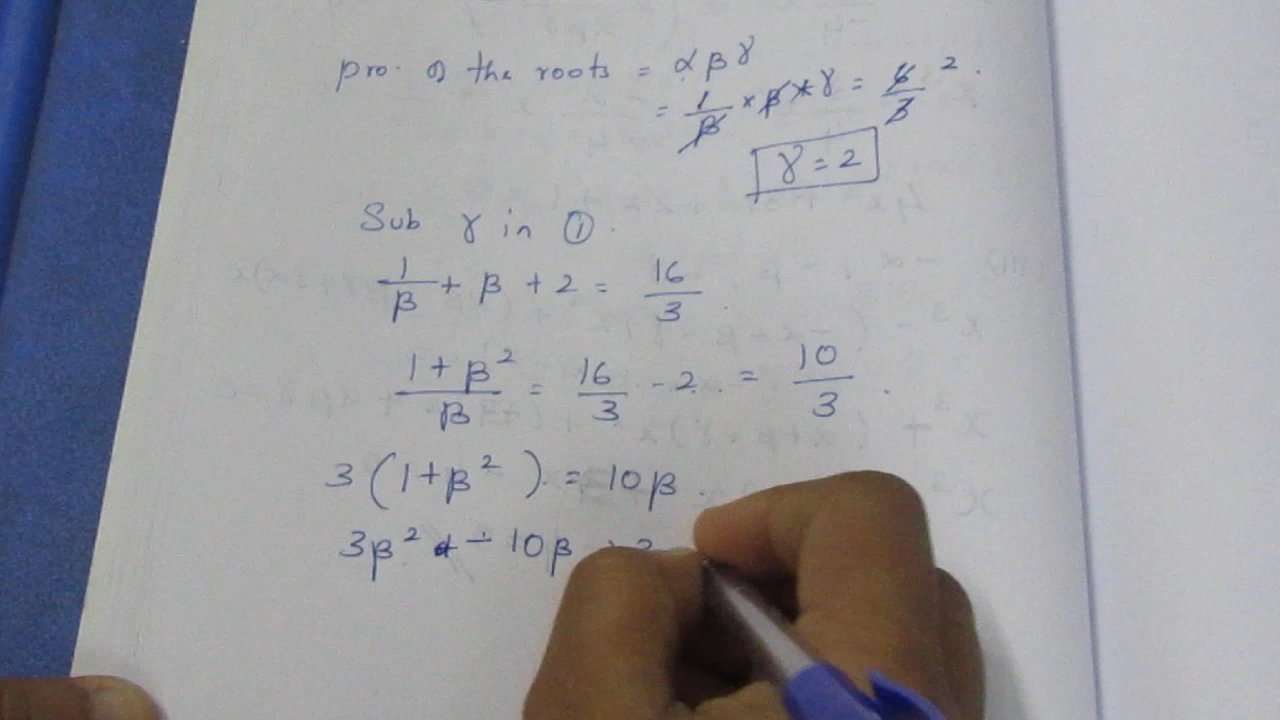 pro. of the roots = αβγ
= 1/β × β × γ = 6/3 2.
γ = 2
Sub γ in ①.
1/β + β + 2 = 16/3
(1+β²)/β = 16/3 - 2 = 10/3.
3(1+β²) = 10β.
3β² - 10β